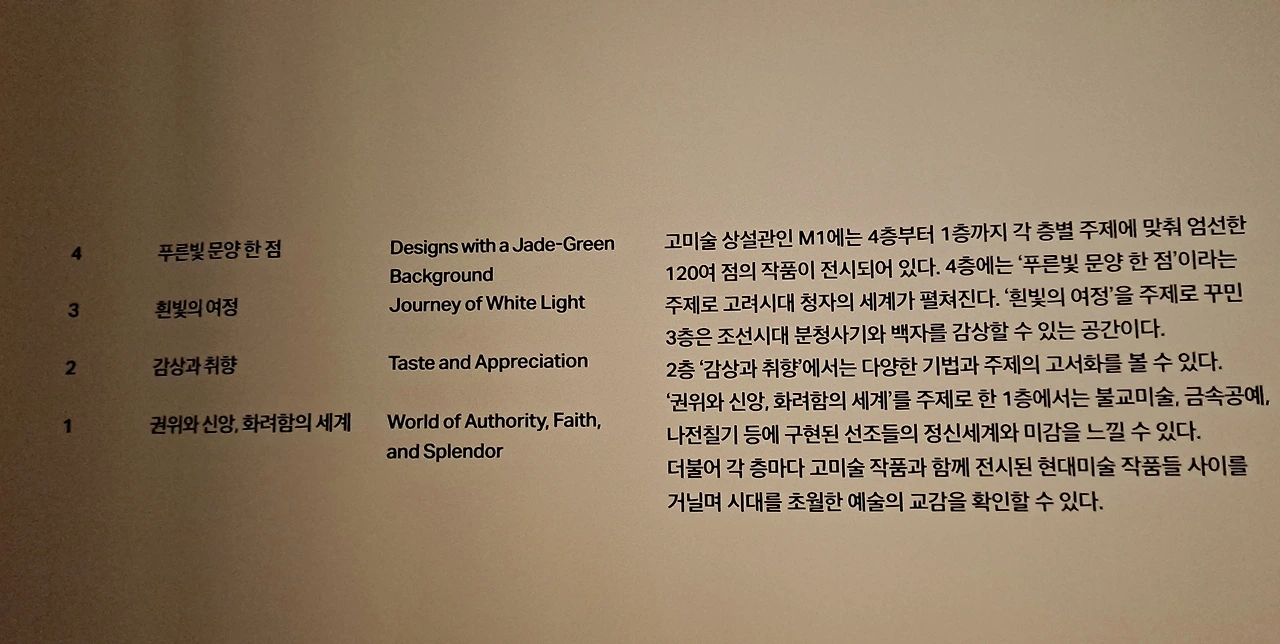 4
푸른빛 문양 한 점
Designs with a Jade-Green
Background
3
흰빛의 여정
Journey of White Light
2
감상과 취향
Taste and Appreciation
1
권위와 신앙, 화려함의 세계
World of Authority, Faith,
and Splendor
고미술 상설관인 M1에는 4층부터 1층까지 각 층별 주제에 맞춰 엄선한
120여 점의 작품이 전시되어 있다. 4층에는 ‘푸른빛 문양 한 점’이라는
주제로 고려시대 청자의 세계가 펼쳐진다. ‘흰빛의 여정’을 주제로 꾸민
3층은 조선시대 분청사기와 백자를 감상할 수 있는 공간이다.
2층 ‘감상과 취향’에서는 다양한 기법과 주제의 고서화를 볼 수 있다.
‘권위와 신앙, 화려함의 세계’를 주제로 한 1층에서는 불교미술, 금속공예,
나전칠기 등에 구현된 선조들의 정신세계와 미감을 느낄 수 있다.
더불어 각 층마다 고미술 작품과 함께 전시된 현대미술 작품들 사이를
거닐며 시대를 초월한 예술의 교감을 확인할 수 있다.